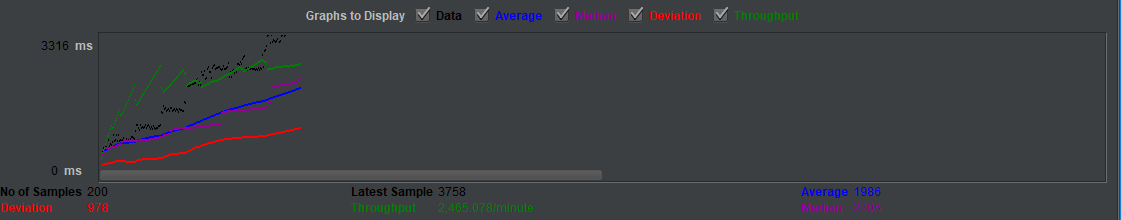 Graphs to Display Data Average Median Deviation Throughput
3316 ms
0 ms
No of Samples 200 Latest Sample 3758 Average 1986
Deviation 978 Throughput 2,465.078/minute Median